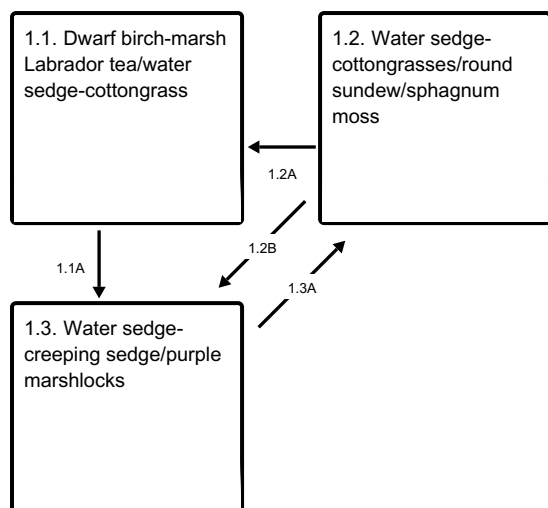 1.1. Dwarf birch-marsh
Labrador tea/water
sedge-cottongrass
1.2. Water sedge-
cottongrasses/round
sundew/sphagnum
moss
1.2A
1.2B
1.1A
1.3A
1.3. Water sedge-
creeping sedge/purple
marshlocks